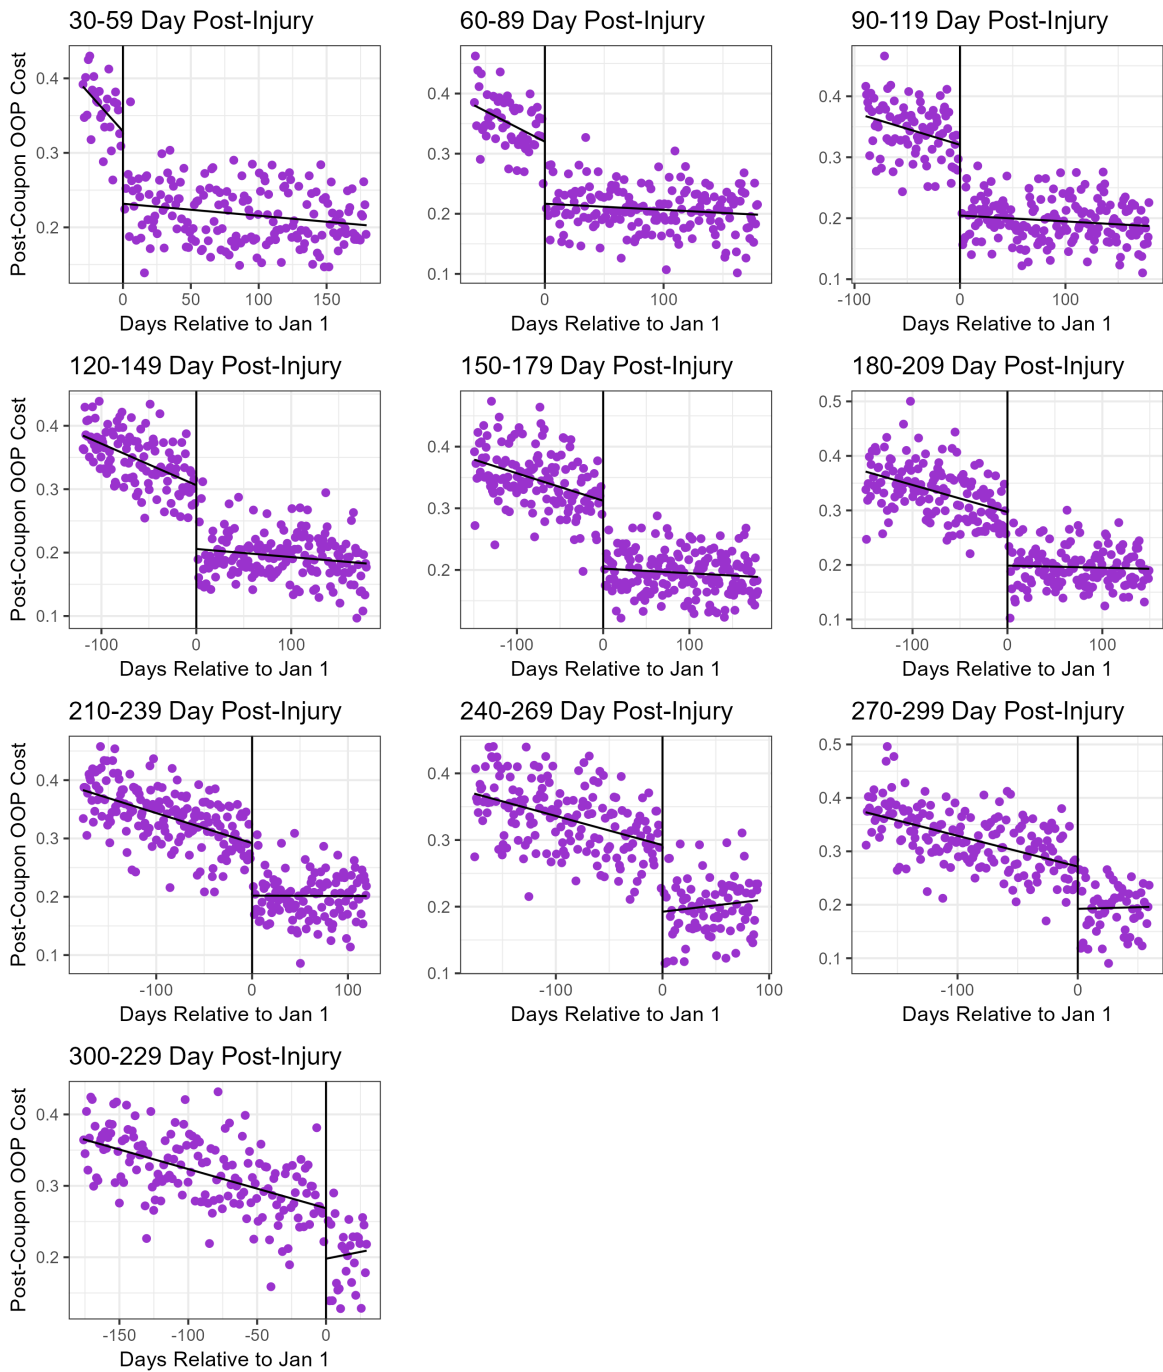 30-59 Day Post-Injury
60-89 Day Post-Injury
90-119 Day Post-Injury
Post-Coupon OOP Cost
0.4
0.3
0.2
0.4
0.3
0.2
0.1
0.4
0.3
0.2
0.1
0 50 100 150
0 100
-100 0 100
Days Relative to Jan 1
Days Relative to Jan 1
Days Relative to Jan 1
120-149 Day Post-Injury
150-179 Day Post-Injury
180-209 Day Post-Injury
Post-Coupon OOP Cost
0.4
0.3
0.2
0.1
0.4
0.3
0.2
0.5
0.4
0.3
0.2
0.1
-100 0 100
-100 0 100
-100 0 100
Days Relative to Jan 1
Days Relative to Jan 1
Days Relative to Jan 1
210-239 Day Post-Injury
240-269 Day Post-Injury
270-299 Day Post-Injury
Post-Coupon OOP Cost
0.4
0.3
0.2
0.1
0.4
0.3
0.2
0.1
0.5
0.4
0.3
0.2
0.1
-100 0 100
-100 0 100
-100 0
Days Relative to Jan 1
Days Relative to Jan 1
Days Relative to Jan 1
300-229 Day Post-Injury
Post-Coupon OOP Cost
0.4
0.3
0.2
-150 -100 -50 0
Days Relative to Jan 1